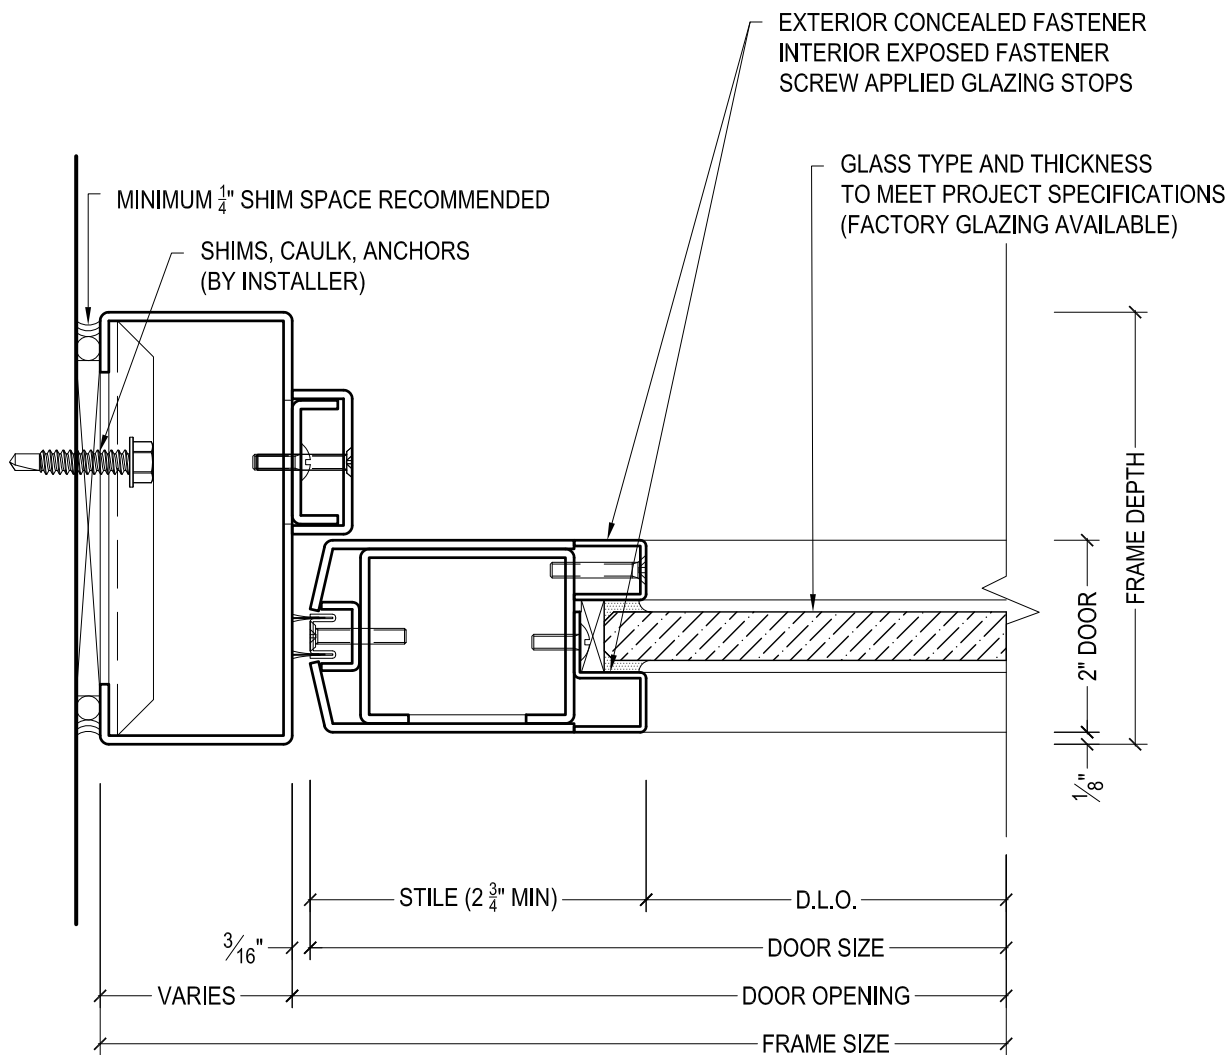 EXTERIOR CONCEALED FASTENER
INTERIOR EXPOSED FASTENER
SCREW APPLIED GLAZING STOPS
GLASS TYPE AND THICKNESS
TO MEET PROJECT SPECIFICATIONS
(FACTORY GLAZING AVAILABLE)
MINIMUM 1/4" SHIM SPACE RECOMMENDED
SHIMS, CAULK, ANCHORS
(BY INSTALLER)
FRAME DEPTH
2" DOOR
1/8"
STILE (2 3/4" MIN)
D.L.O.
3/16"
DOOR SIZE
VARIES
DOOR OPENING
FRAME SIZE